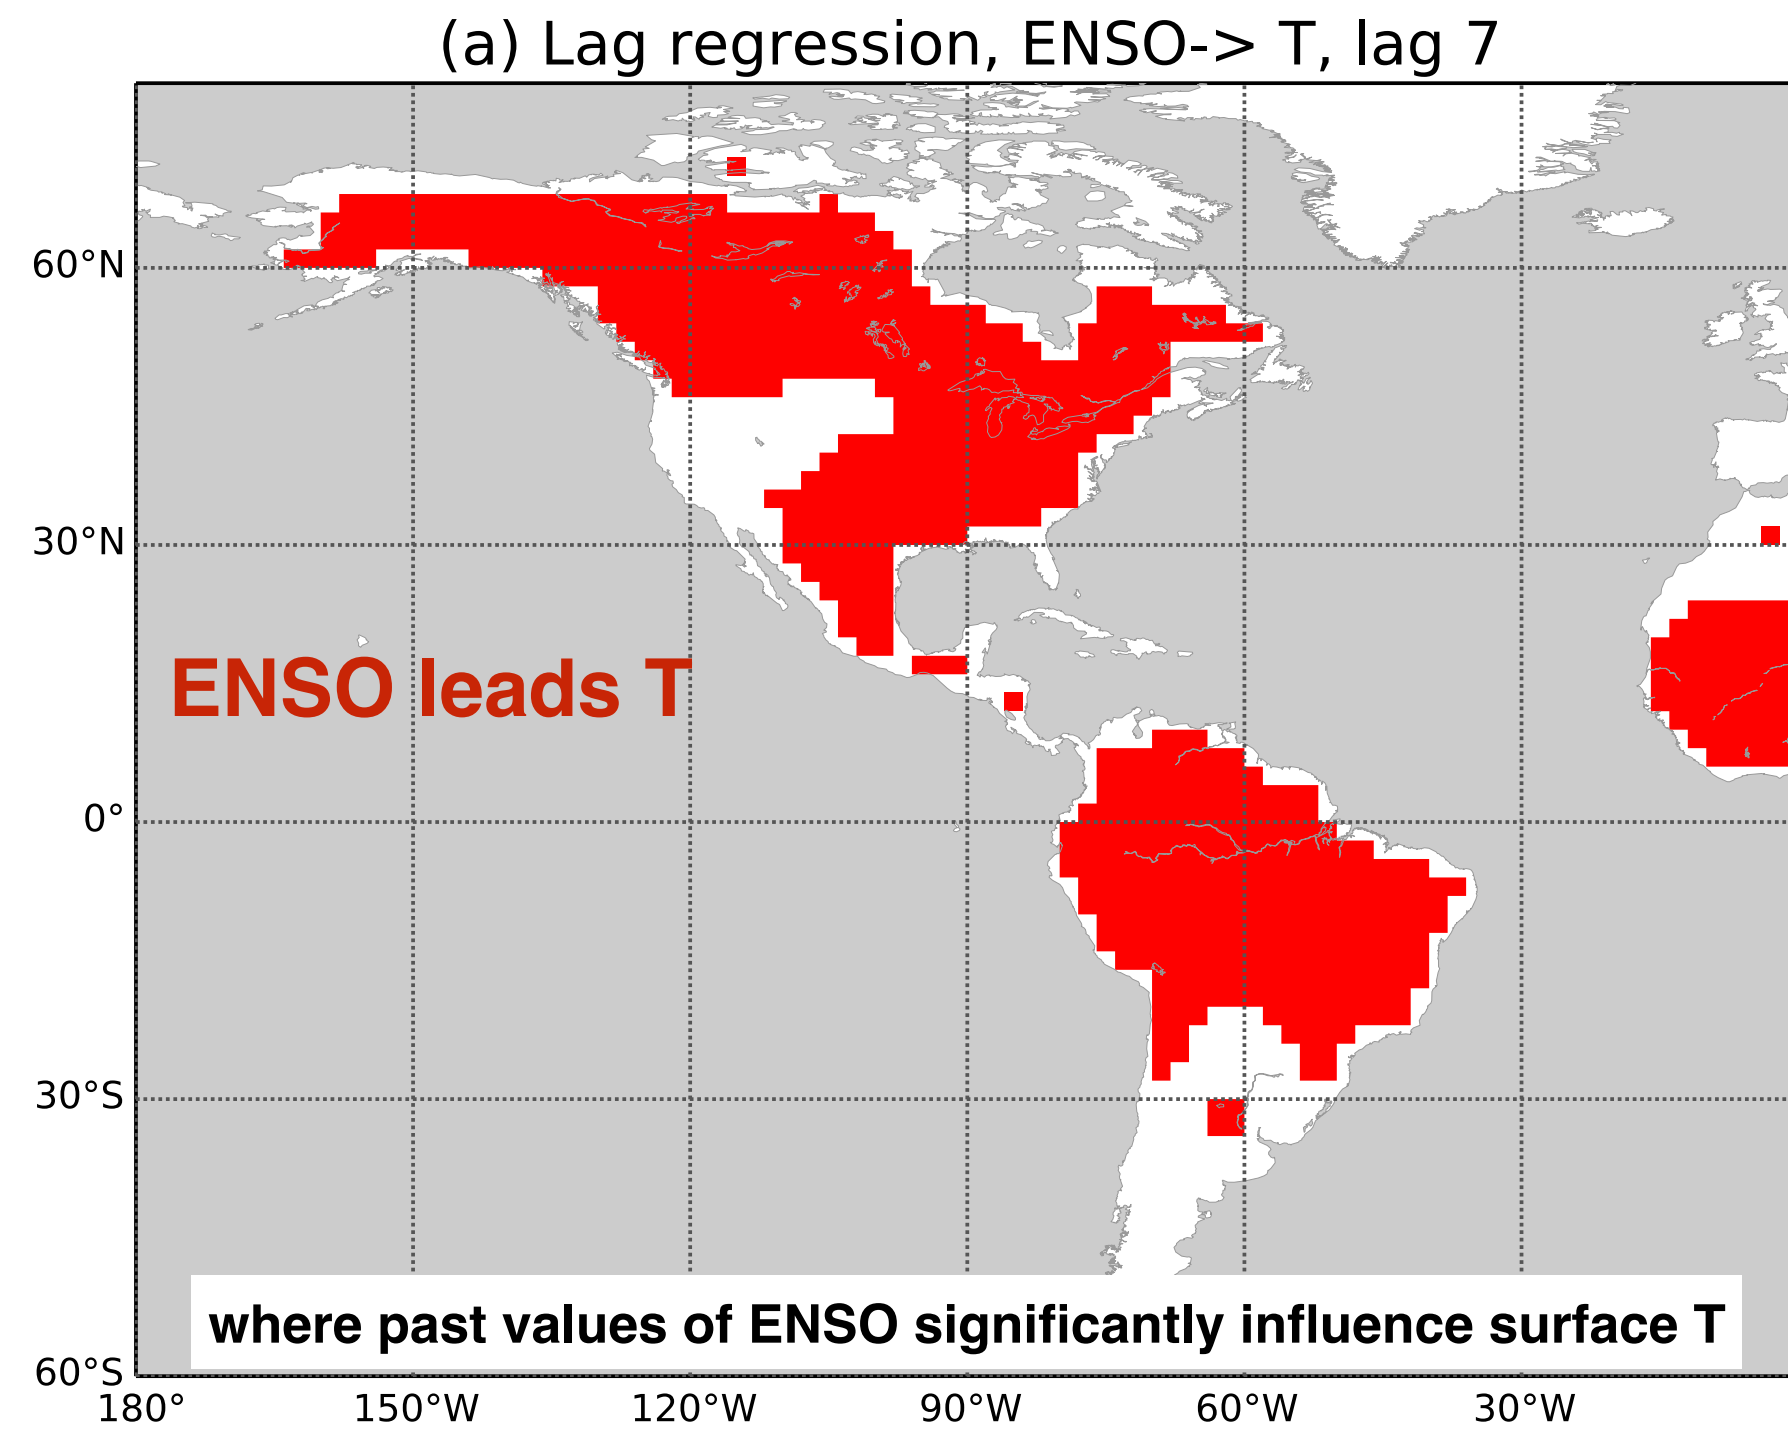 (a) Lag regression, ENSO-> T, lag 7
60°N
30°N
ENSO leads T
0°
30°S
where past values of ENSO significantly influence surface T
60°S
180° 150°W 120°W 90°W 60°W 30°W